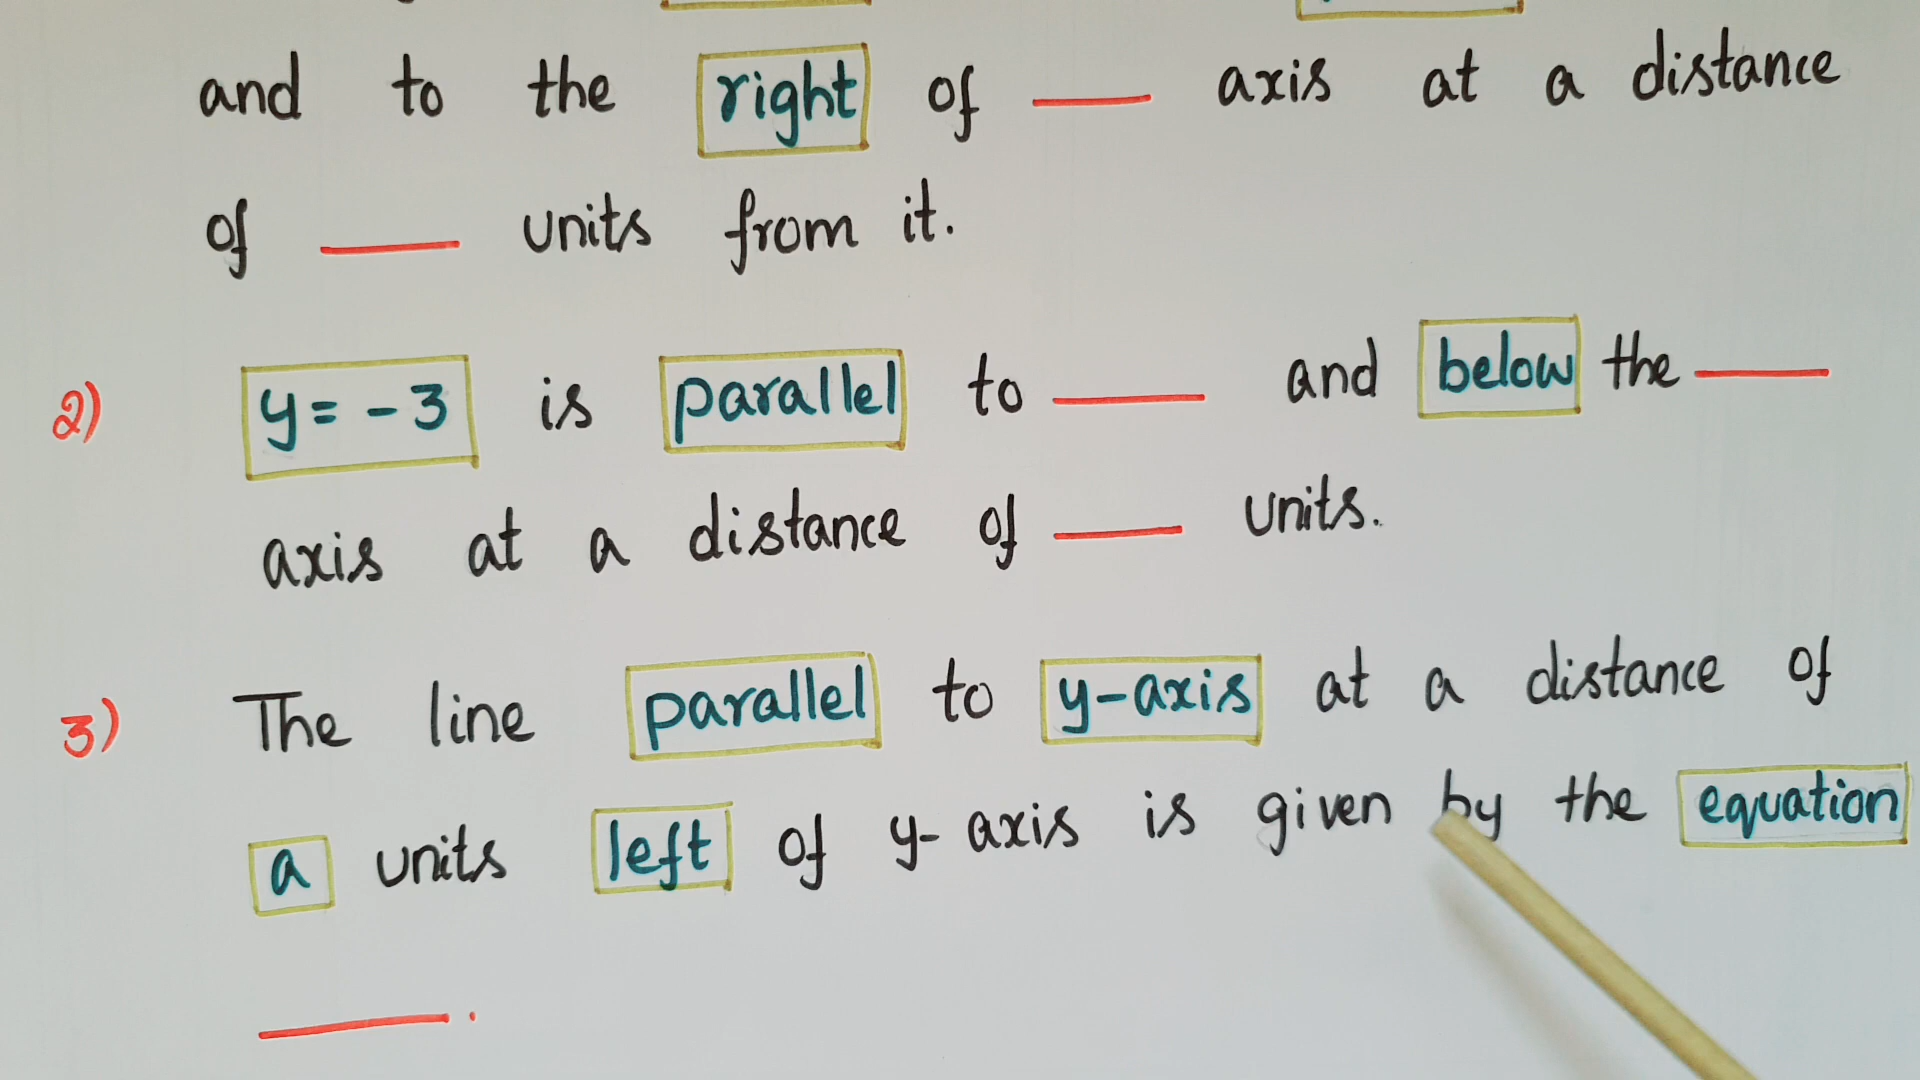 and to the right of ___ axis at a distance
of ___ units from it.
2) y = -3 is parallel to ___ and below the ___
axis at a distance of ___ units.
3) The line parallel to y-axis at a distance of
a units left of y- axis is given by the equation
___.